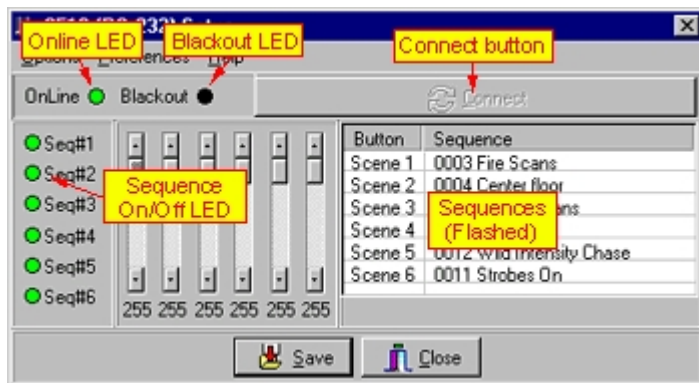 Online LED
Blackout LED
Connect button
Help
OnLine
Blackout
Connect
Seq#1
Seq#2
Seq#3
Seq#4
Seq#5
Seq#6
Sequence
On/Off LED
255 255 255 255 255 255
Button Sequence
Scene 1 0003 Fire Scans
Scene 2 0004 Center floor
Scene 3
Scene 4
Scene 5 0012 Wild Intensity Chase
Scene 6 0011 Strobes On
Sequences
(Flashed)
Save
Close